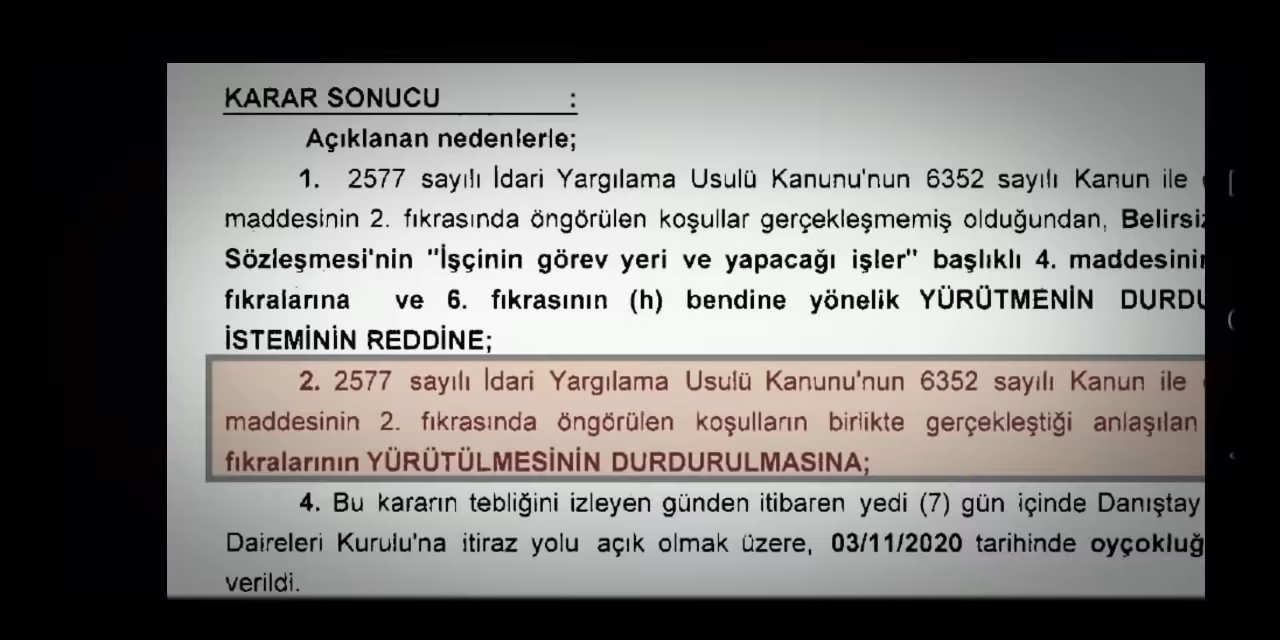 KARAR SONUCU :
Açıklanan nedenlerle;
1. 2577 sayılı İdari Yargılama Usulü Kanunu'nun 6352 sayılı Kanun ile
maddesinin 2. fıkrasında öngörülen koşullar gerçekleşmemiş olduğundan,
Sözleşmesi'nin "İşçinin görev yeri ve yapacağı işler" başlıklı 4.
fıkralarına ve 6. fıkrasının (h) bendine yönelik YÜRÜTMENİN
İSTEMİNİN REDDİNE;
2. 2577 sayılı İdari Yargılama Usulü Kanunu'nun 6352 sayılı Kanun ile
maddesinin 2. fıkrasında öngörülen koşulların birlikte gerçekleştiği anlaşılan
fıkralarının YÜRÜTÜLMESİNİN DURDURULMASINA;
4. Bu kararın tebliğini izleyen günden itibaren yedi (7) gün içinde Danıştay
Daireleri Kurulu'na itiraz yolu açık olmak üzere, 03/11/2020 tarihinde
verildi.